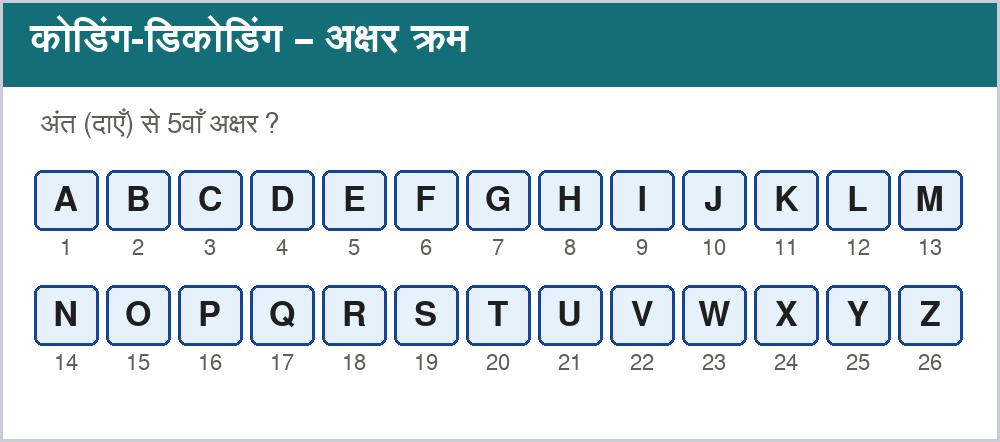 कोडिंग-डिकोडिंग – अक्षर क्रम
अंत (दाएँ) से 5वाँ अक्षर ?
A B C D E F G H I J K L M
1 2 3 4 5 6 7 8 9 10 11 12 13
N O P Q R S T U V W X Y Z
14 15 16 17 18 19 20 21 22 23 24 25 26